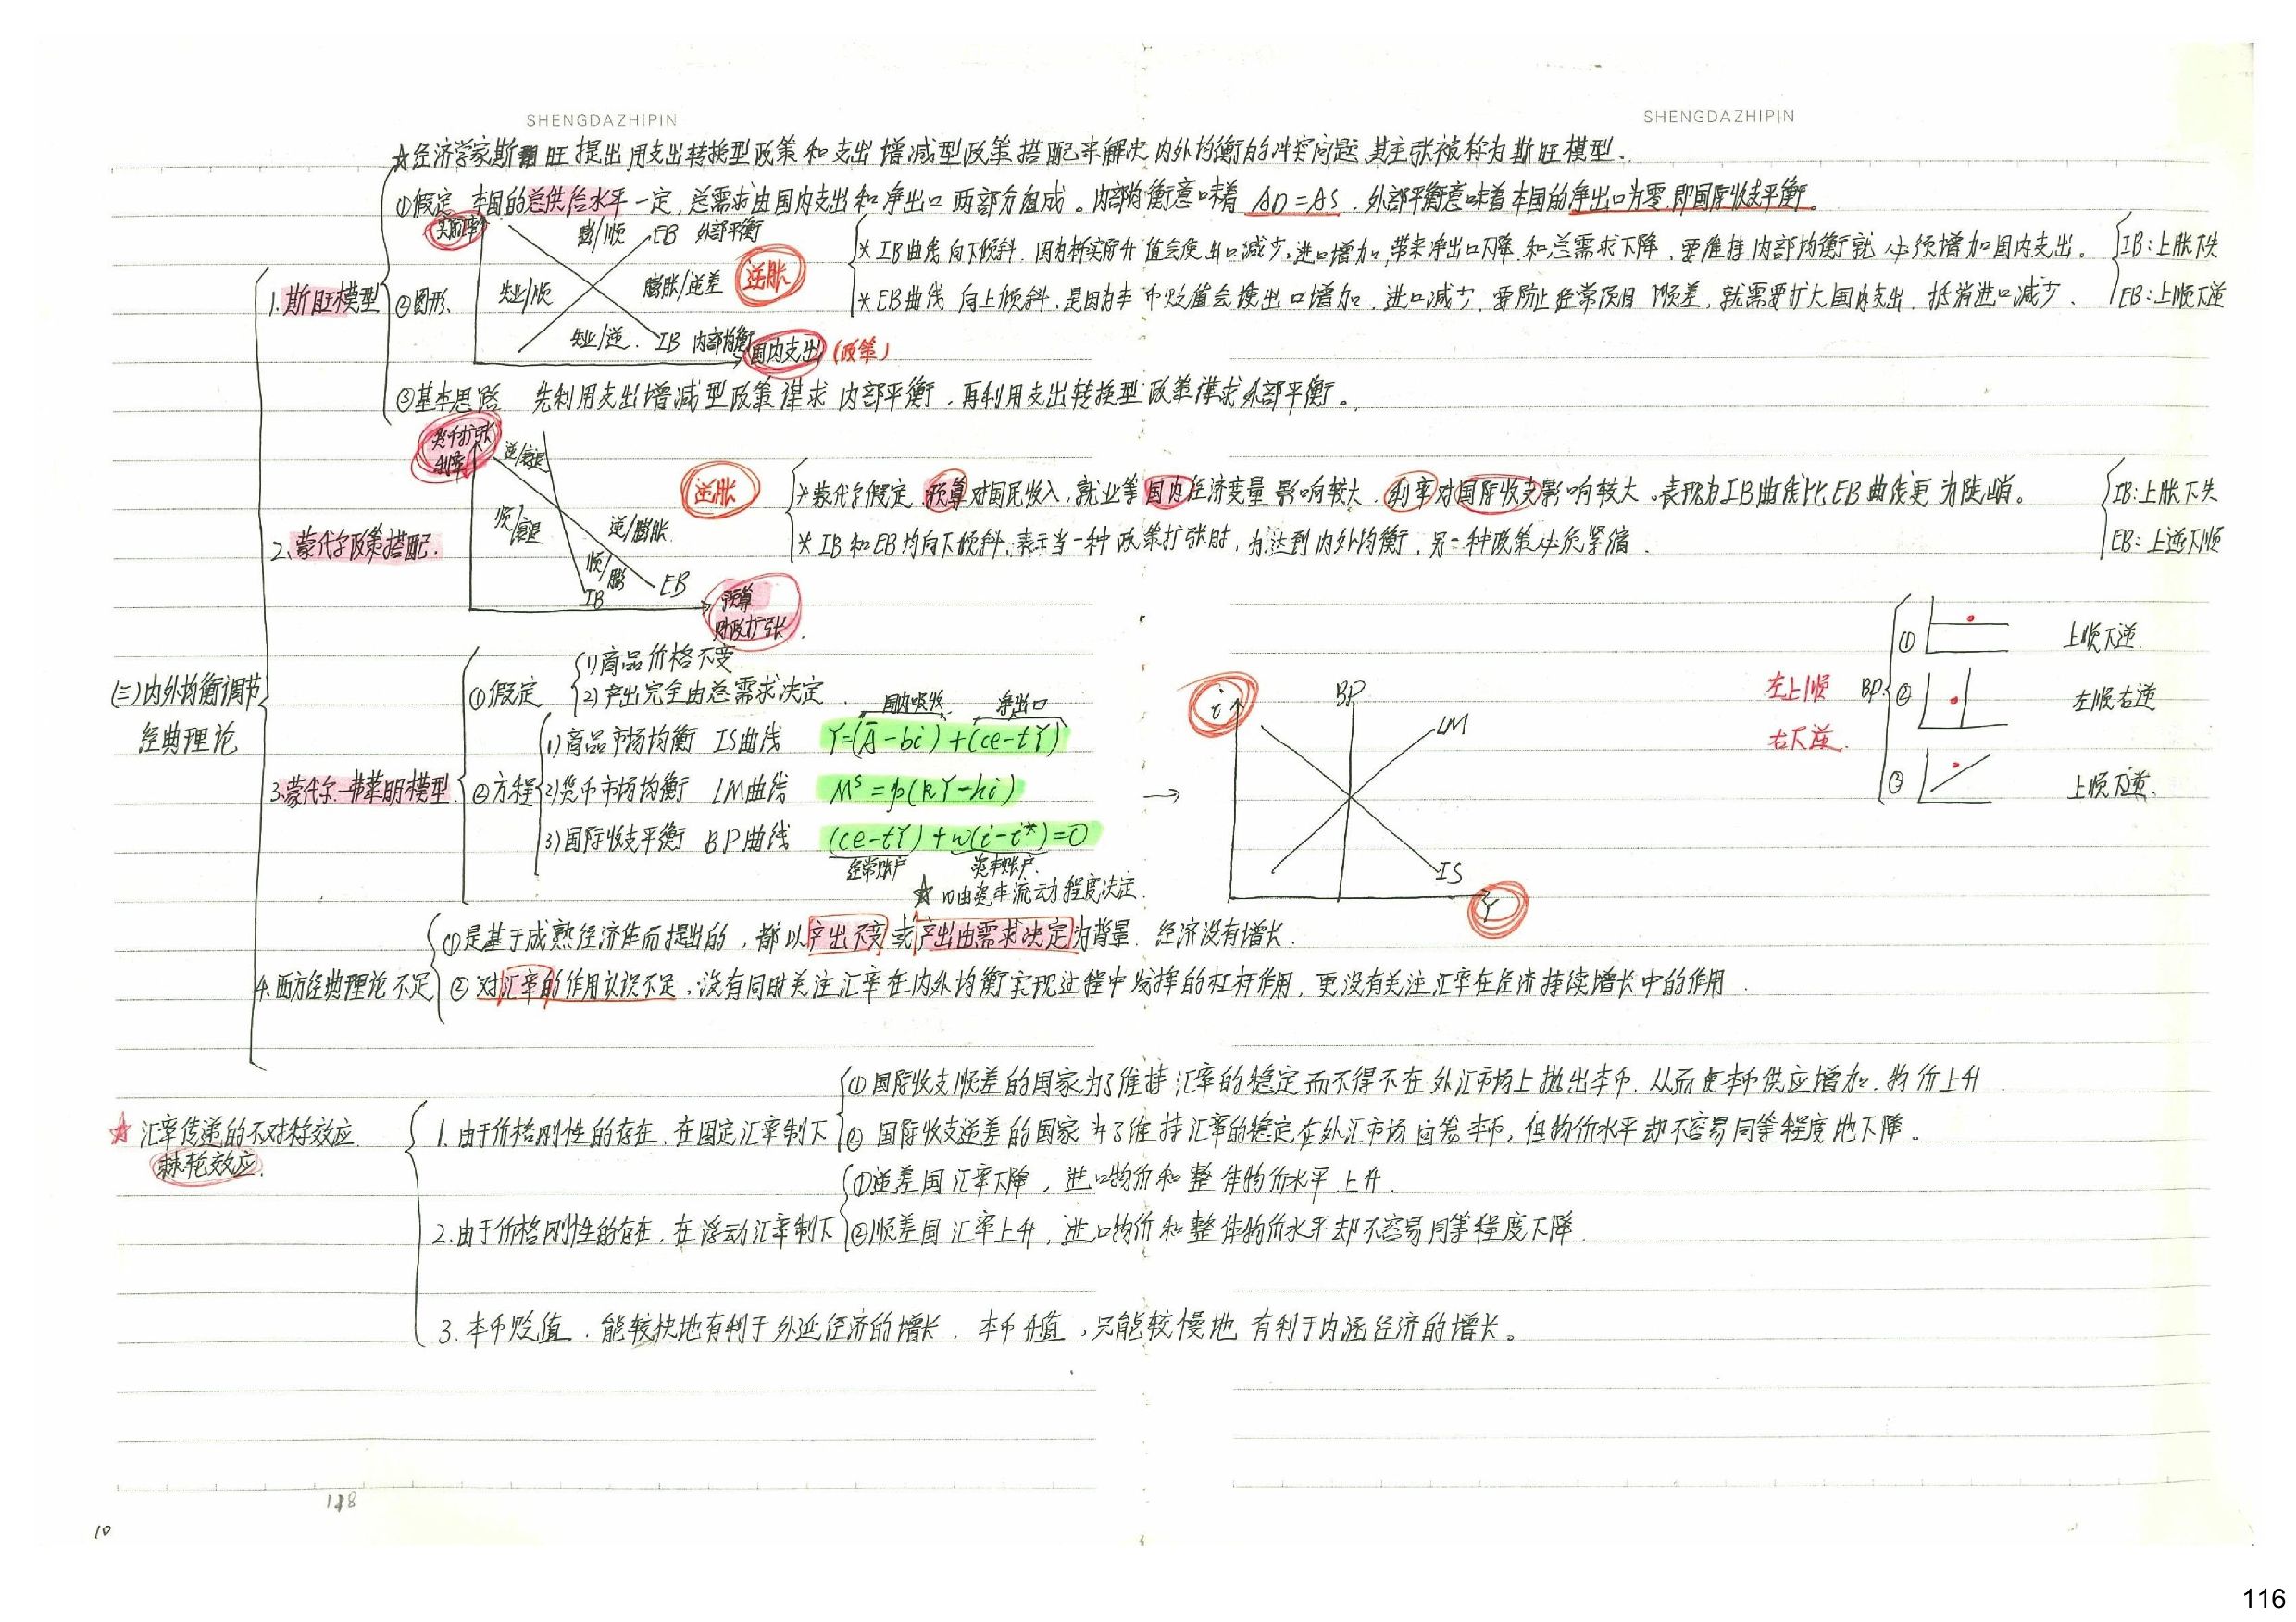 SHENGDAZHIPIN
SHENGDAZHIPIN
☆经济学家斯旺提出用支出转换型政策和支出增减型政策搭配来解决内外均衡的冲突问题,其主张被称为斯旺模型.
①假定 本国的总供给水平一定,总需求由国内支出和净出口两部分组成。内部均衡意味着 AD=AS.外部平衡意味着本国的净出口为零,即国际收支平衡。
膨/顺 EB 外部平衡
*IB曲线向下倾斜.因为 升值会使出口减少,进口增加,带来净出口下降.和总需求下降,要维持内部均衡就必须增加国内支出。
IB:上胀下失
1.斯旺模型
②图形.
失业/顺
膨胀/逆差
逆胀
*EB曲线向上倾斜,是因为本币贬值会使出口增加,进口减少,要防止经常项目顺差,就需要扩大国内支出,抵消进口减少.
EB:上顺下逆
失业/逆. IB 内部均衡
国内支出(政策)
③基本思路 先利用支出增减型政策谋求内部平衡,再利用支出转换型政策谋求外部平衡。
货币扩张
利率
逆/衰退
逆胀
*蒙代尔假定,预算对国民收入,就业等国内经济变量影响较大.利率对国际收支影响较大.表现为IB曲线比EB曲线更为陡峭。
IB:上胀下失
顺/衰退
逆/膨胀
2.蒙代尔政策搭配.
*IB和EB均向下倾斜,表示当一种政策扩张时,为达到内外均衡,另一种政策必须紧缩.
EB:上逆下顺
顺/膨
IB
EB
预算
财政扩张.
(三)内外均衡调节
经典理论
3.蒙代尔-弗莱明模型.
①假定
1)商品价格不变
2)产出完全由总需求决定.
国内吸收 净出口
②方程
1)商品市场均衡 IS曲线 Y=(Ā-bi)+(ce-tY)
2)货币市场均衡 LM曲线 Mˢ=p(kY-hi)
3)国际收支平衡 BP曲线 (ce-tY)+w(i-i*)=0
经常账户 资本账户.
☆w由资本流动程度决定.
→
i
BP
LM
IS
Y
左上顺
右下逆.
BP
① 上顺下逆.
② 左顺右逆
③ 上顺下逆.
4.西方经典理论不足
①是基于成熟经济体而提出的,都以产出不变或产出由需求决定为背景.经济没有增长.
②对汇率的作用认识不足,没有同时关注汇率在内外均衡实现过程中发挥的杠杆作用,更没有关注汇率在经济持续增长中的作用.
☆汇率传递的不对称效应.
棘轮效应.
1.由于价格刚性的存在,在固定汇率制下
①国际收支顺差的国家为了维持汇率的稳定而不得不在外汇市场上抛出本币.从而使本币供应增加.物价上升.
②国际收支逆差的国家为了维持汇率的稳定在外汇市场回笼本币,但物价水平却不容易同等程度地下降。
2.由于价格刚性的存在,在浮动汇率制下
①逆差国汇率下降,进口物价和整体物价水平上升.
②顺差国汇率上升,进口物价和整体物价水平却不容易同等程度下降.
3.本币贬值,能较快地有利于外延经济的增长.本币升值,只能较慢地有利于内涵经济的增长。
10
116